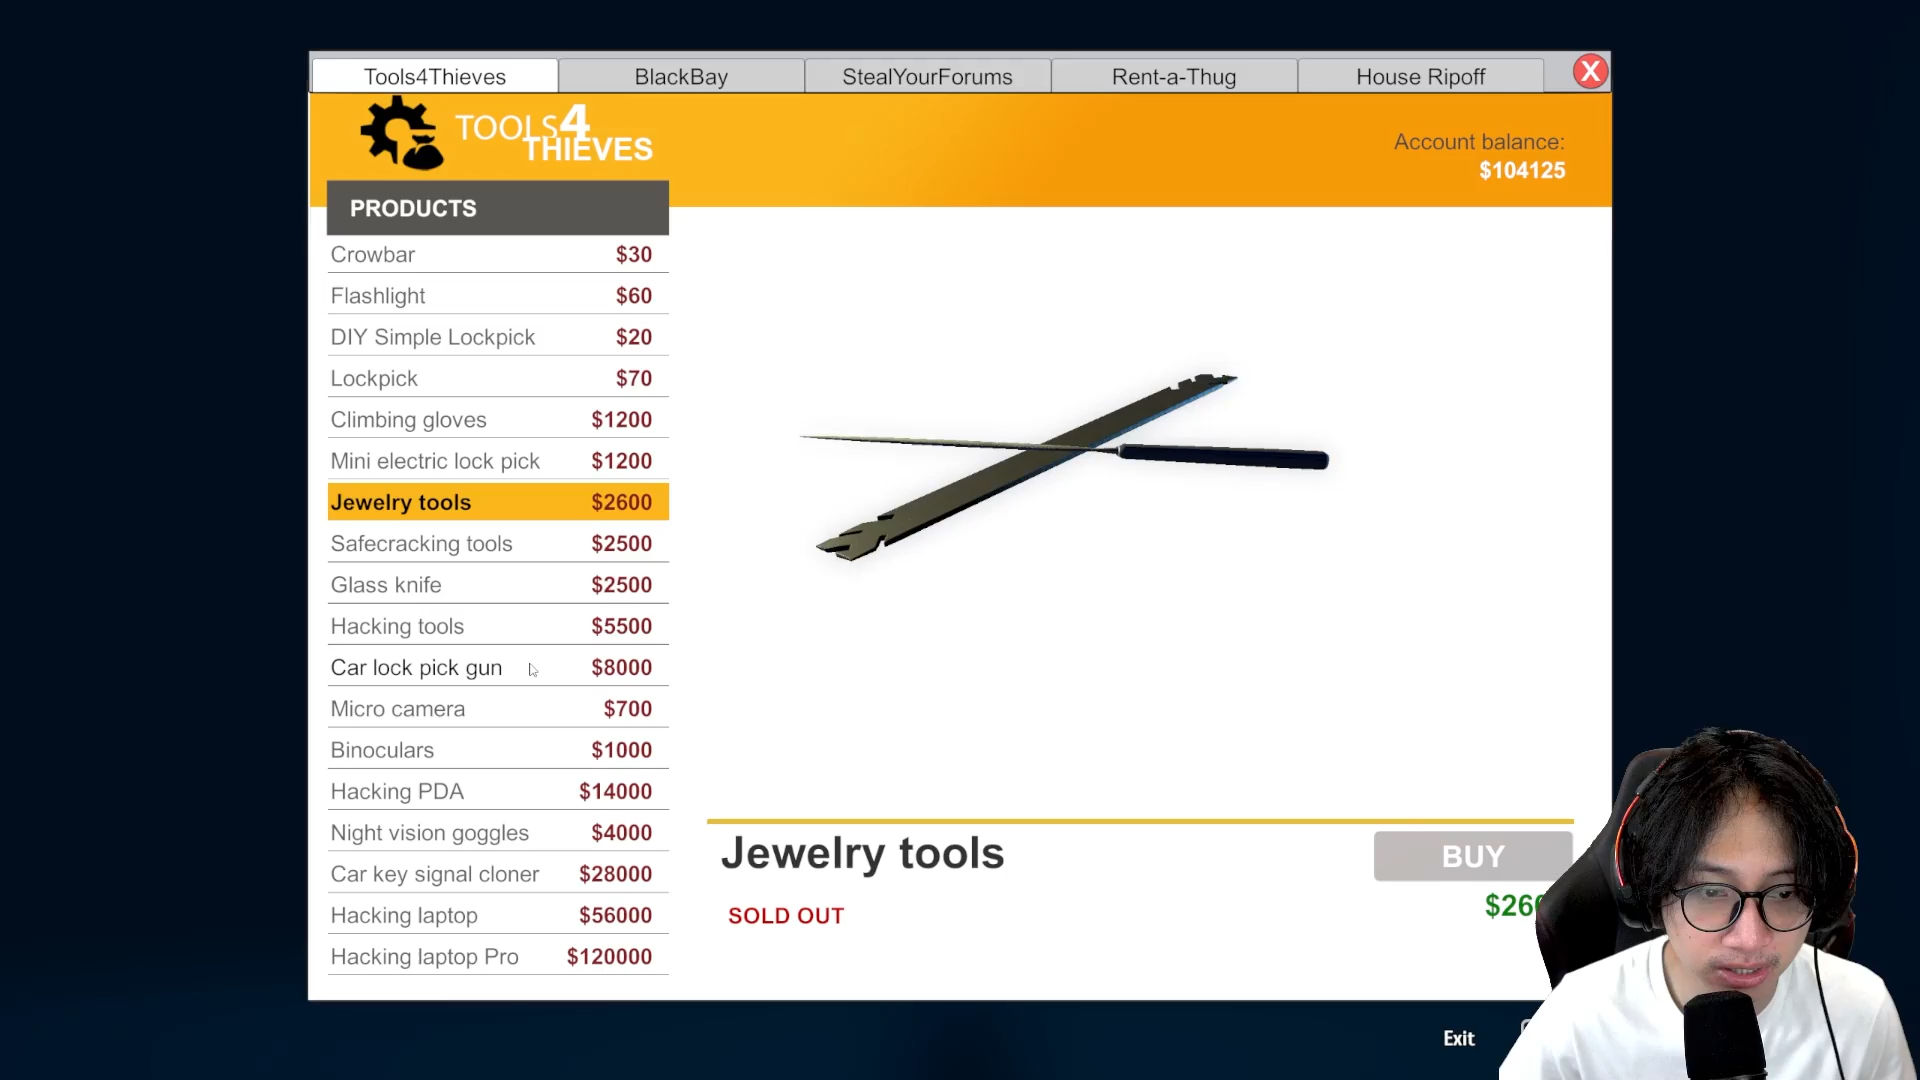 Tools4Thieves
BlackBay
StealYourForums
Rent-a-Thug
House Ripoff
X
TOOLS4
THIEVES
Account balance:
$104125
PRODUCTS
Crowbar $30
Flashlight $60
DIY Simple Lockpick $20
Lockpick $70
Climbing gloves $1200
Mini electric lock pick $1200
Jewelry tools $2600
Safecracking tools $2500
Glass knife $2500
Hacking tools $5500
Car lock pick gun $8000
Micro camera $700
Binoculars $1000
Hacking PDA $14000
Night vision goggles $4000
Car key signal cloner $28000
Hacking laptop $56000
Hacking laptop Pro $120000
Jewelry tools
BUY
SOLD OUT
Exit